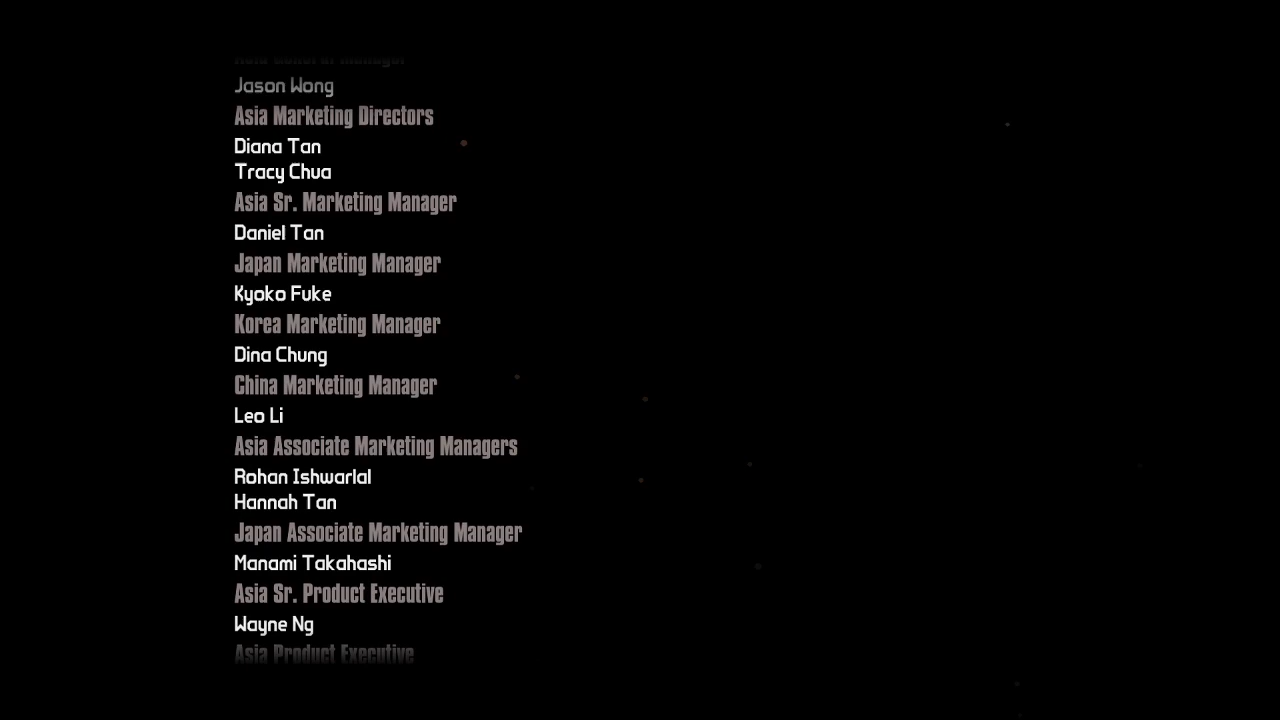 Jason Wong
Asia Marketing Directors
Diana Tan
Tracy Chua
Asia Sr. Marketing Manager
Daniel Tan
Japan Marketing Manager
Kyoko Fuke
Korea Marketing Manager
Dina Chung
China Marketing Manager
Leo Li
Asia Associate Marketing Managers
Rohan Ishwarlal
Hannah Tan
Japan Associate Marketing Manager
Manami Takahashi
Asia Sr. Product Executive
Wayne Ng
Asia Product Executive